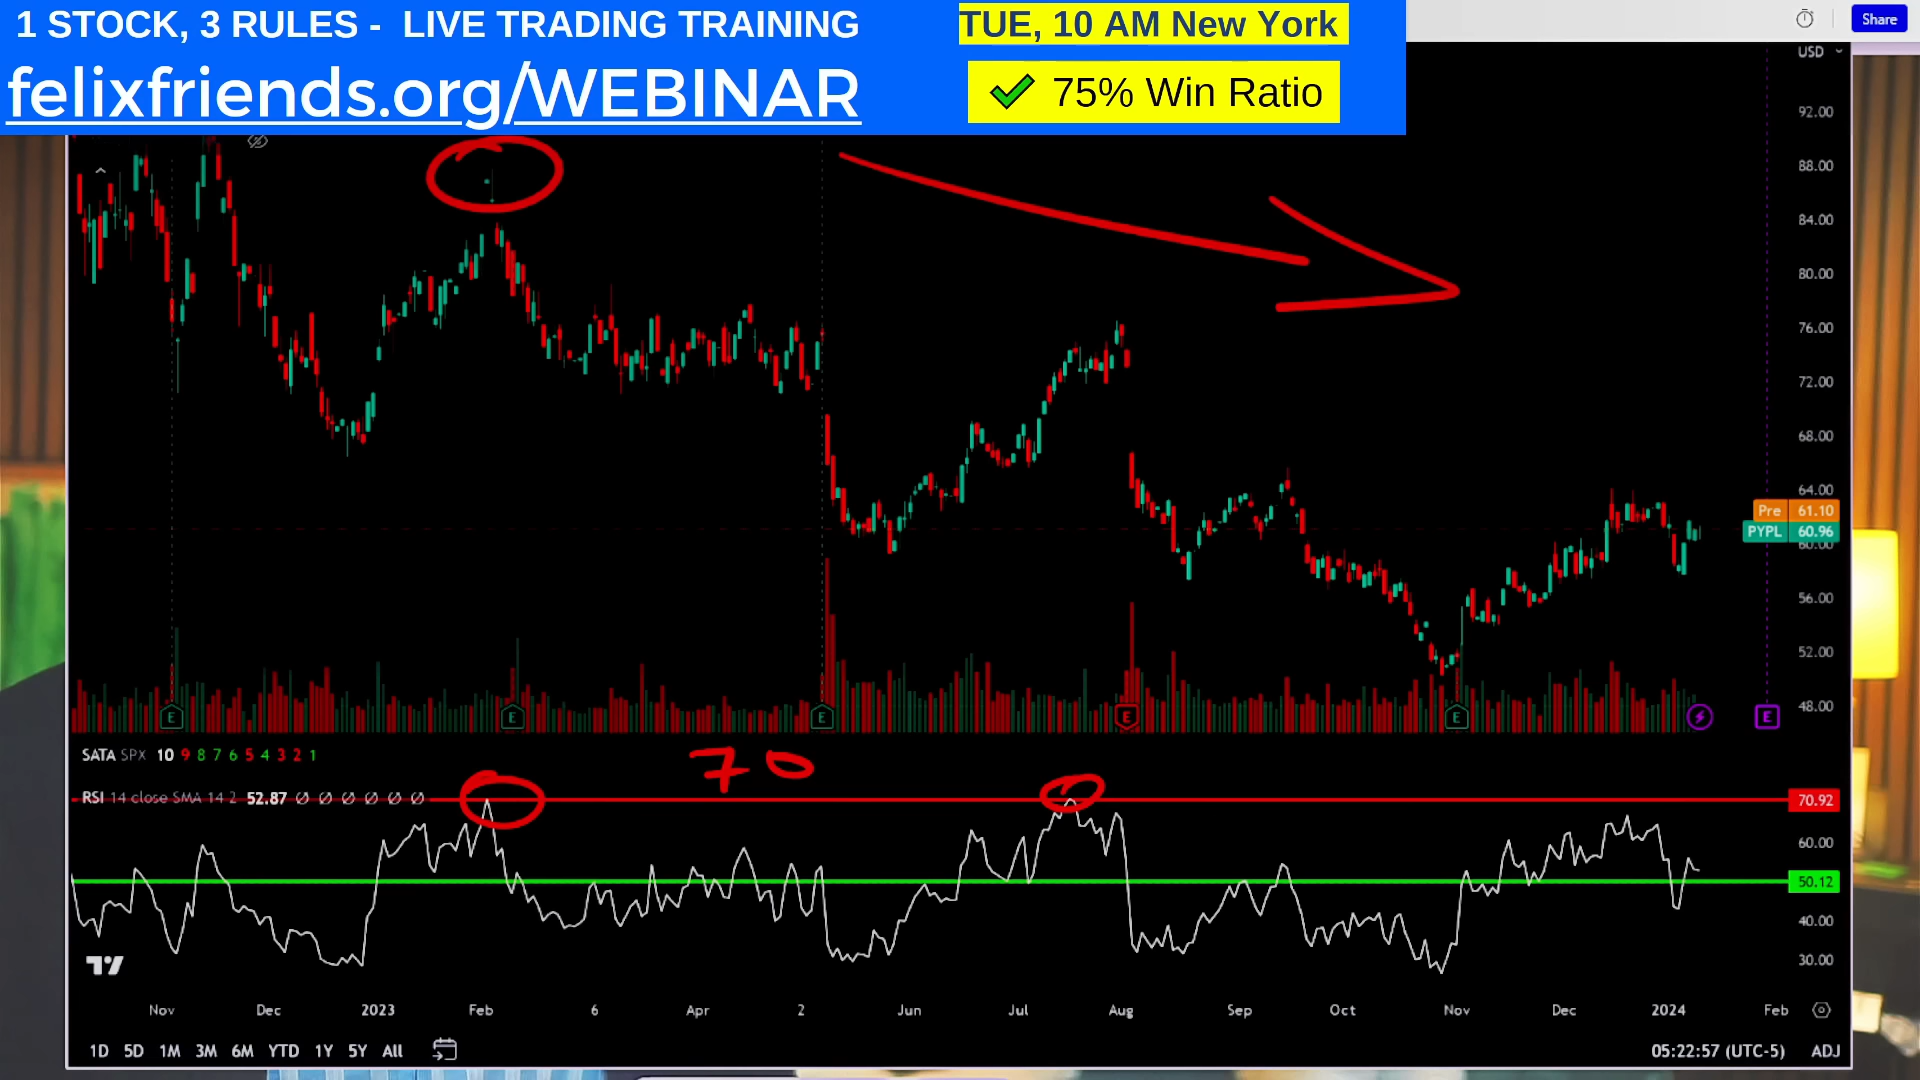 1 STOCK, 3 RULES - LIVE TRADING TRAINING
TUE, 10 AM New York
felixfriends.org/WEBINAR
75% Win Ratio
Share
USD
92.00
88.00
84.00
80.00
76.00
72.00
68.00
64.00
Pre 61.10
PYPL 60.96
60.00
56.00
52.00
48.00
E E E E E E
SATA SPX 10 9 8 7 6 5 4 3 2 1
70
RSI 14 close SMA 14 2 52.87 Ø Ø Ø Ø Ø Ø
70.92
60.00
50.12
40.00
30.00
Nov Dec 2023 Feb 6 Apr 2 Jun Jul Aug Sep Oct Nov Dec 2024 Feb
1D 5D 1M 3M 6M YTD 1Y 5Y All
05:22:57 (UTC-5) ADJ